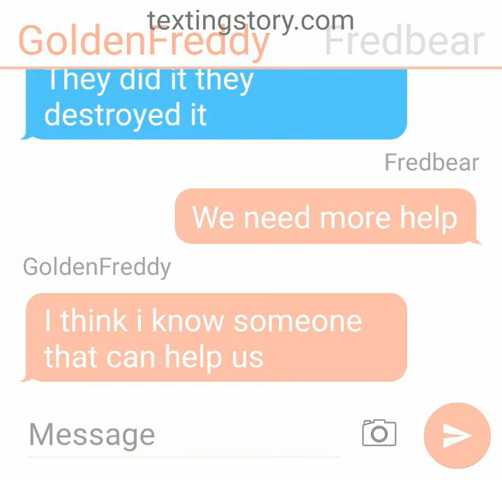 textingstory.com
GoldenFreddy Fredbear
They did it they
destroyed it
Fredbear
We need more help
GoldenFreddy
I think i know someone
that can help us
Message